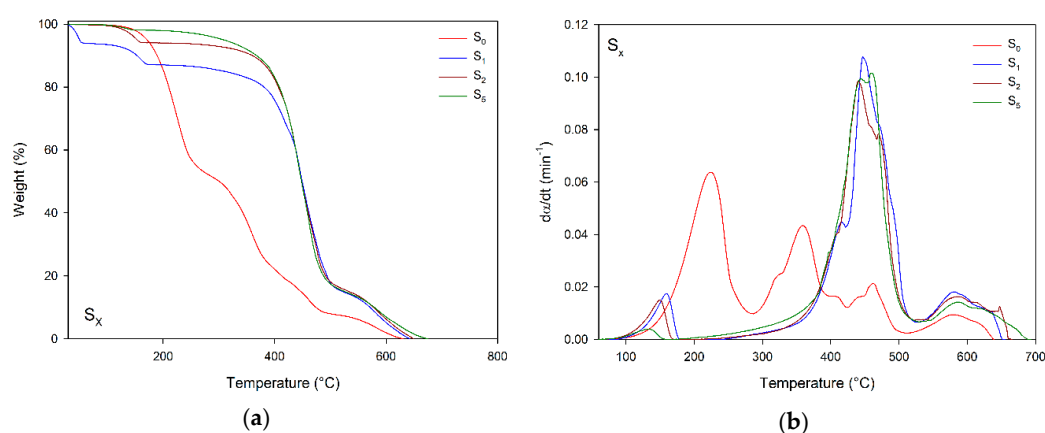 (a)
100
80
60
40
20
0
Weight (%)
200
400
600
800
Temperature (°C)
S₀
S₁
S₂
S₅
Sₓ
(b)
0.12
0.10
0.08
0.06
0.04
0.02
0.00
dα/dt (min⁻¹)
100
200
300
400
500
600
700
Temperature (°C)
Sₓ
S₀
S₁
S₂
S₅